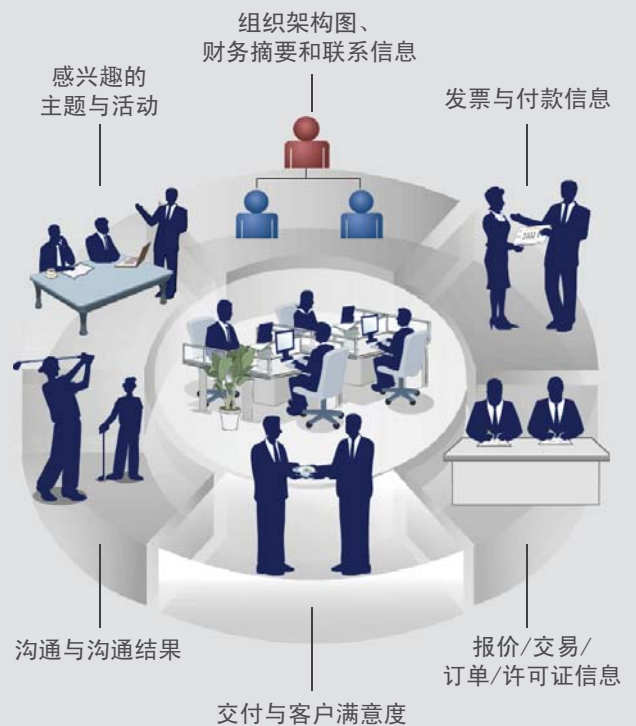 组织架构图、
财务摘要和联系信息
感兴趣的
主题与活动
发票与付款信息
沟通与沟通结果
报价/交易/
订单/许可证信息
交付与客户满意度